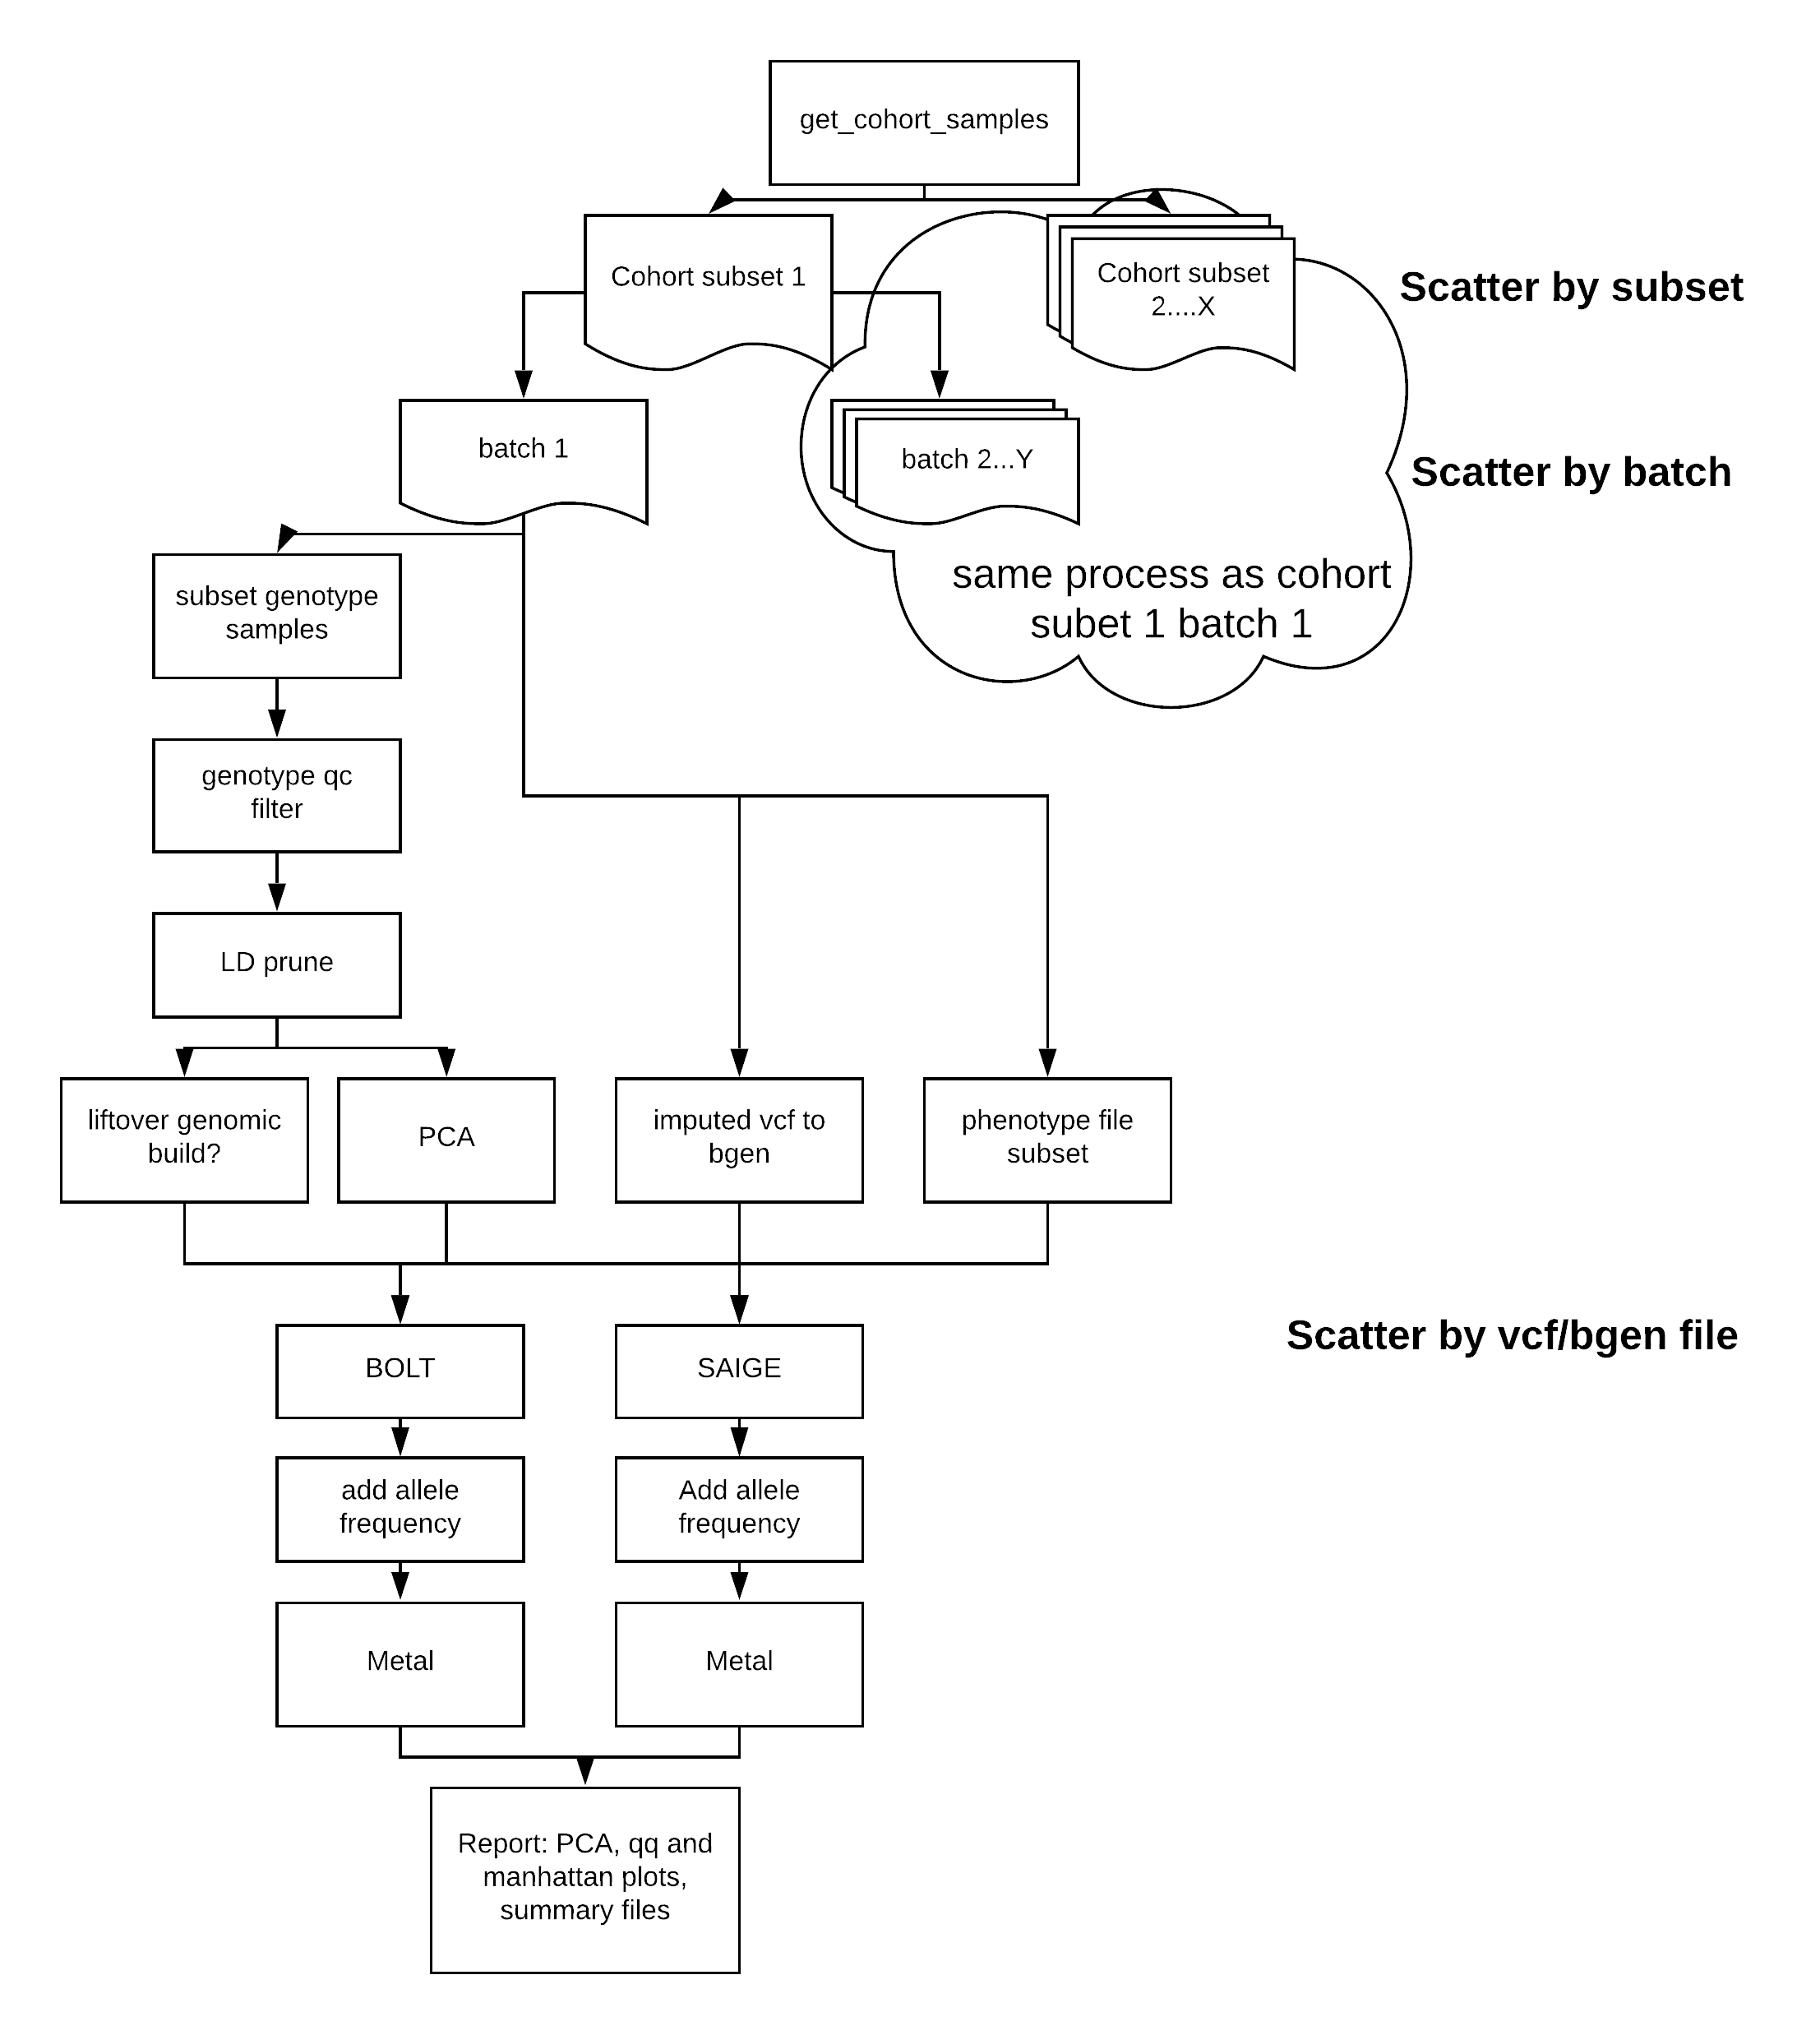 get_cohort_samples
Cohort subset 1
Cohort subset
2....X
Scatter by subset
batch 1
batch 2...Y
Scatter by batch
same process as cohort
subet 1 batch 1
subset genotype
samples
genotype qc
filter
LD prune
liftover genomic
build?
PCA
imputed vcf to
bgen
phenotype file
subset
Scatter by vcf/bgen file
BOLT
SAIGE
add allele
frequency
Add allele
frequency
Metal
Metal
Report: PCA, qq and
manhattan plots,
summary files